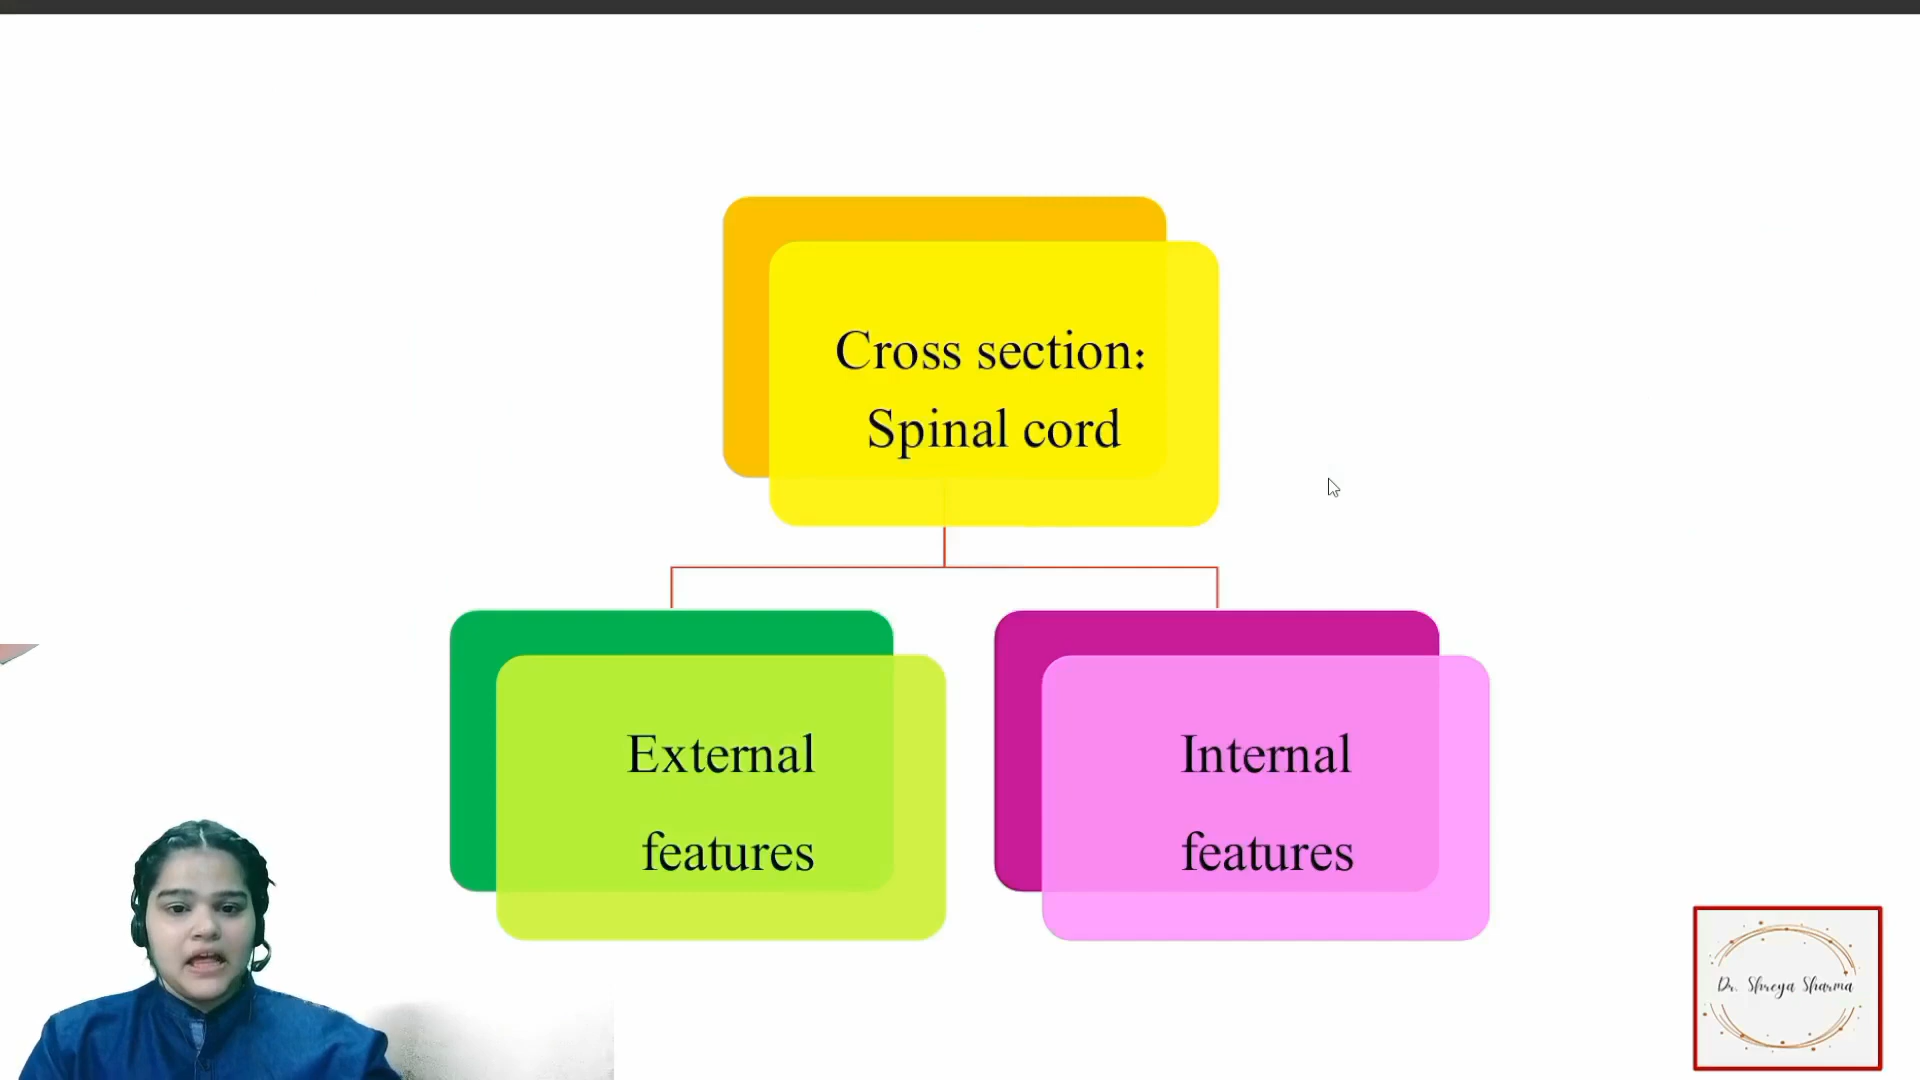 Cross section:
Spinal cord
External
features
Internal
features
Dr. Shreya Sharma